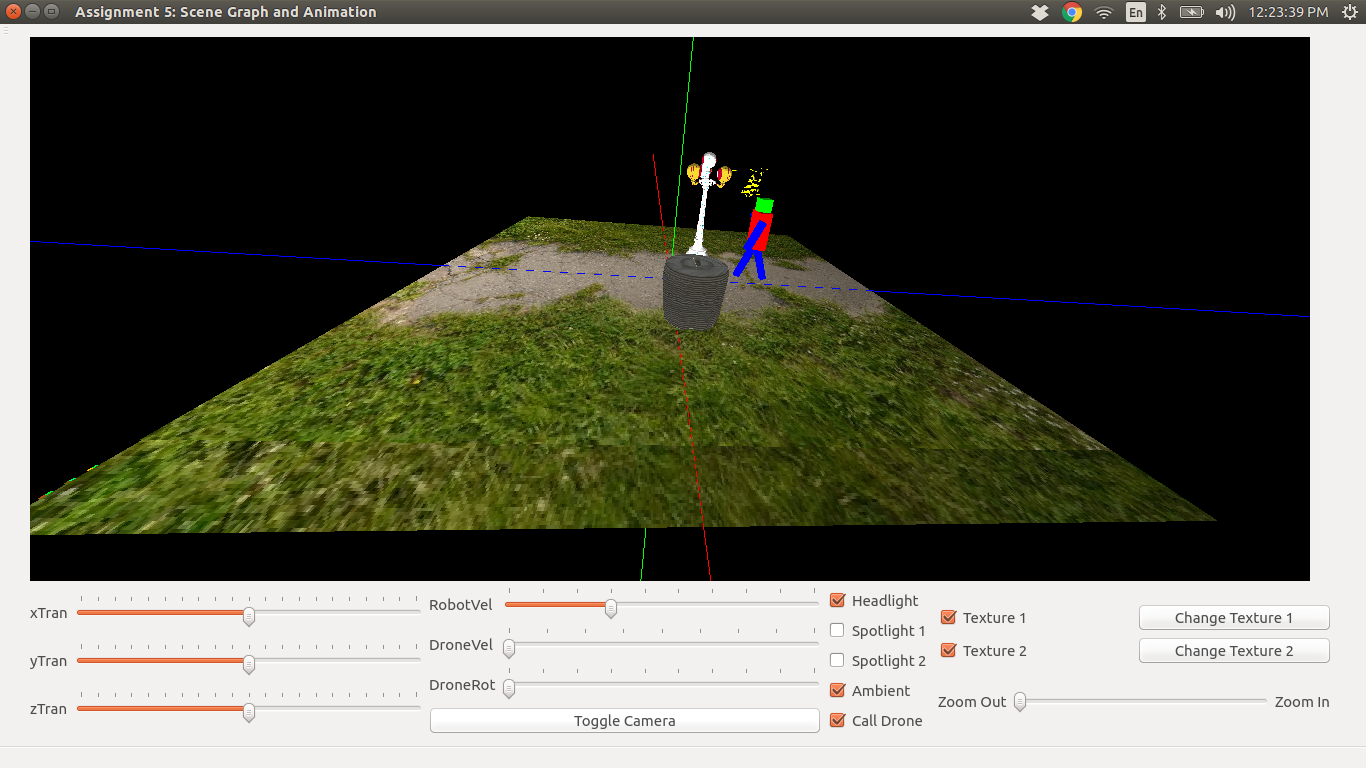 Assignment 5: Scene Graph and Animation
En
12:23:39 PM
xTran
yTran
zTran
RobotVel
DroneVel
DroneRot
Toggle Camera
Headlight
Spotlight 1
Spotlight 2
Ambient
Call Drone
Texture 1
Texture 2
Change Texture 1
Change Texture 2
Zoom Out
Zoom In